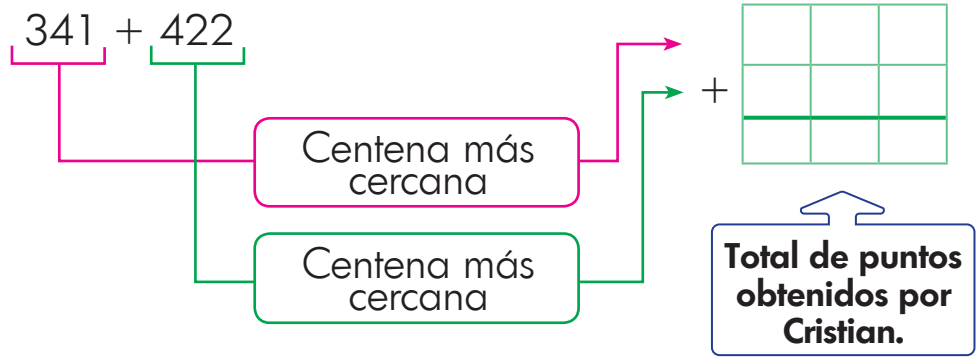 341 + 422
+
Centena más
cercana
Centena más
cercana
Total de puntos
obtenidos por
Cristian.